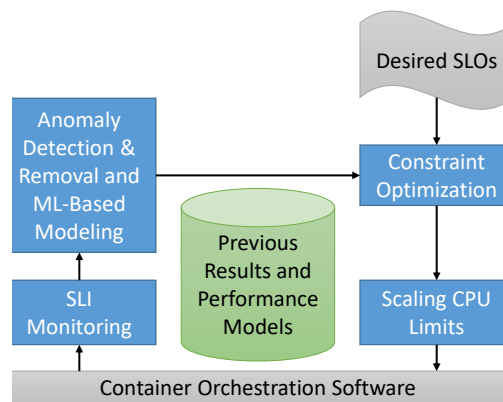 Desired SLOs
Anomaly
Detection &
Removal and
ML-Based
Modeling
Constraint
Optimization
Previous
Results and
Performance
Models
SLI
Monitoring
Scaling CPU
Limits
Container Orchestration Software